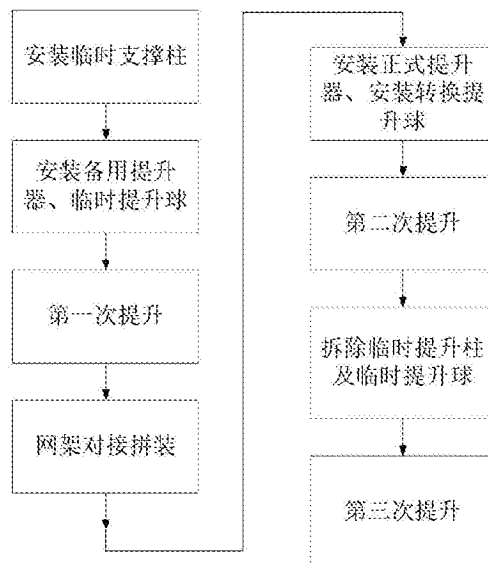 安装临时支撑柱
安装备用提升
器、临时提升球
第一次提升
网架对接拼装
安装正式提升
器、安装转换提
升球
第二次提升
拆除临时提升柱
及临时提升球
第三次提升